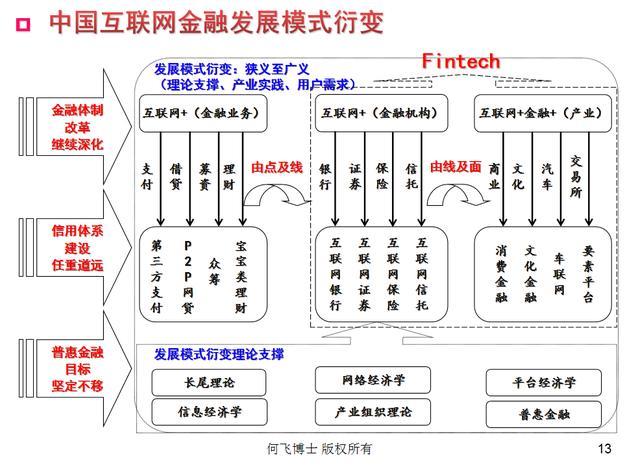 中国互联网金融发展模式衍变
Fintech
发展模式衍变：狭义至广义
（理论支撑、产业实践、用户需求）
金融体制
改革
继续深化
信用体系
建设
任重道远
普惠金融
目标
坚定不移
互联网+（金融业务）
互联网+（金融机构）
互联网+金融+（产业）
支付
借贷
募资
理财
由点及线
银行
证券
保险
信托
由线及面
商业
文化
汽车
交易所
第三方支付
P2P网贷
众筹
宝宝类理财
互联网银行
互联网证券
互联网保险
互联网信托
消费金融
文化金融
车联网
要素平台
发展模式衍变理论支撑
长尾理论
网络经济学
平台经济学
信息经济学
产业组织理论
普惠金融
何飞博士 版权所有
13